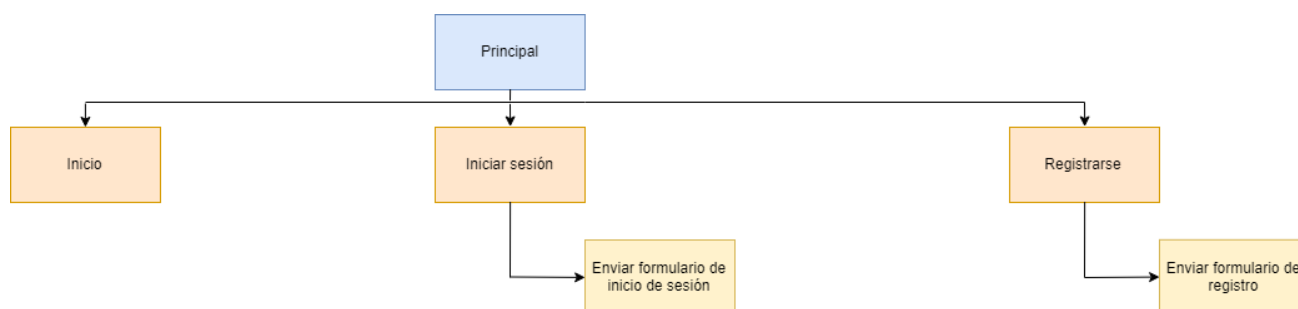 Principal
Inicio
Iniciar sesión
Registrarse
Enviar formulario de
inicio de sesión
Enviar formulario de
registro